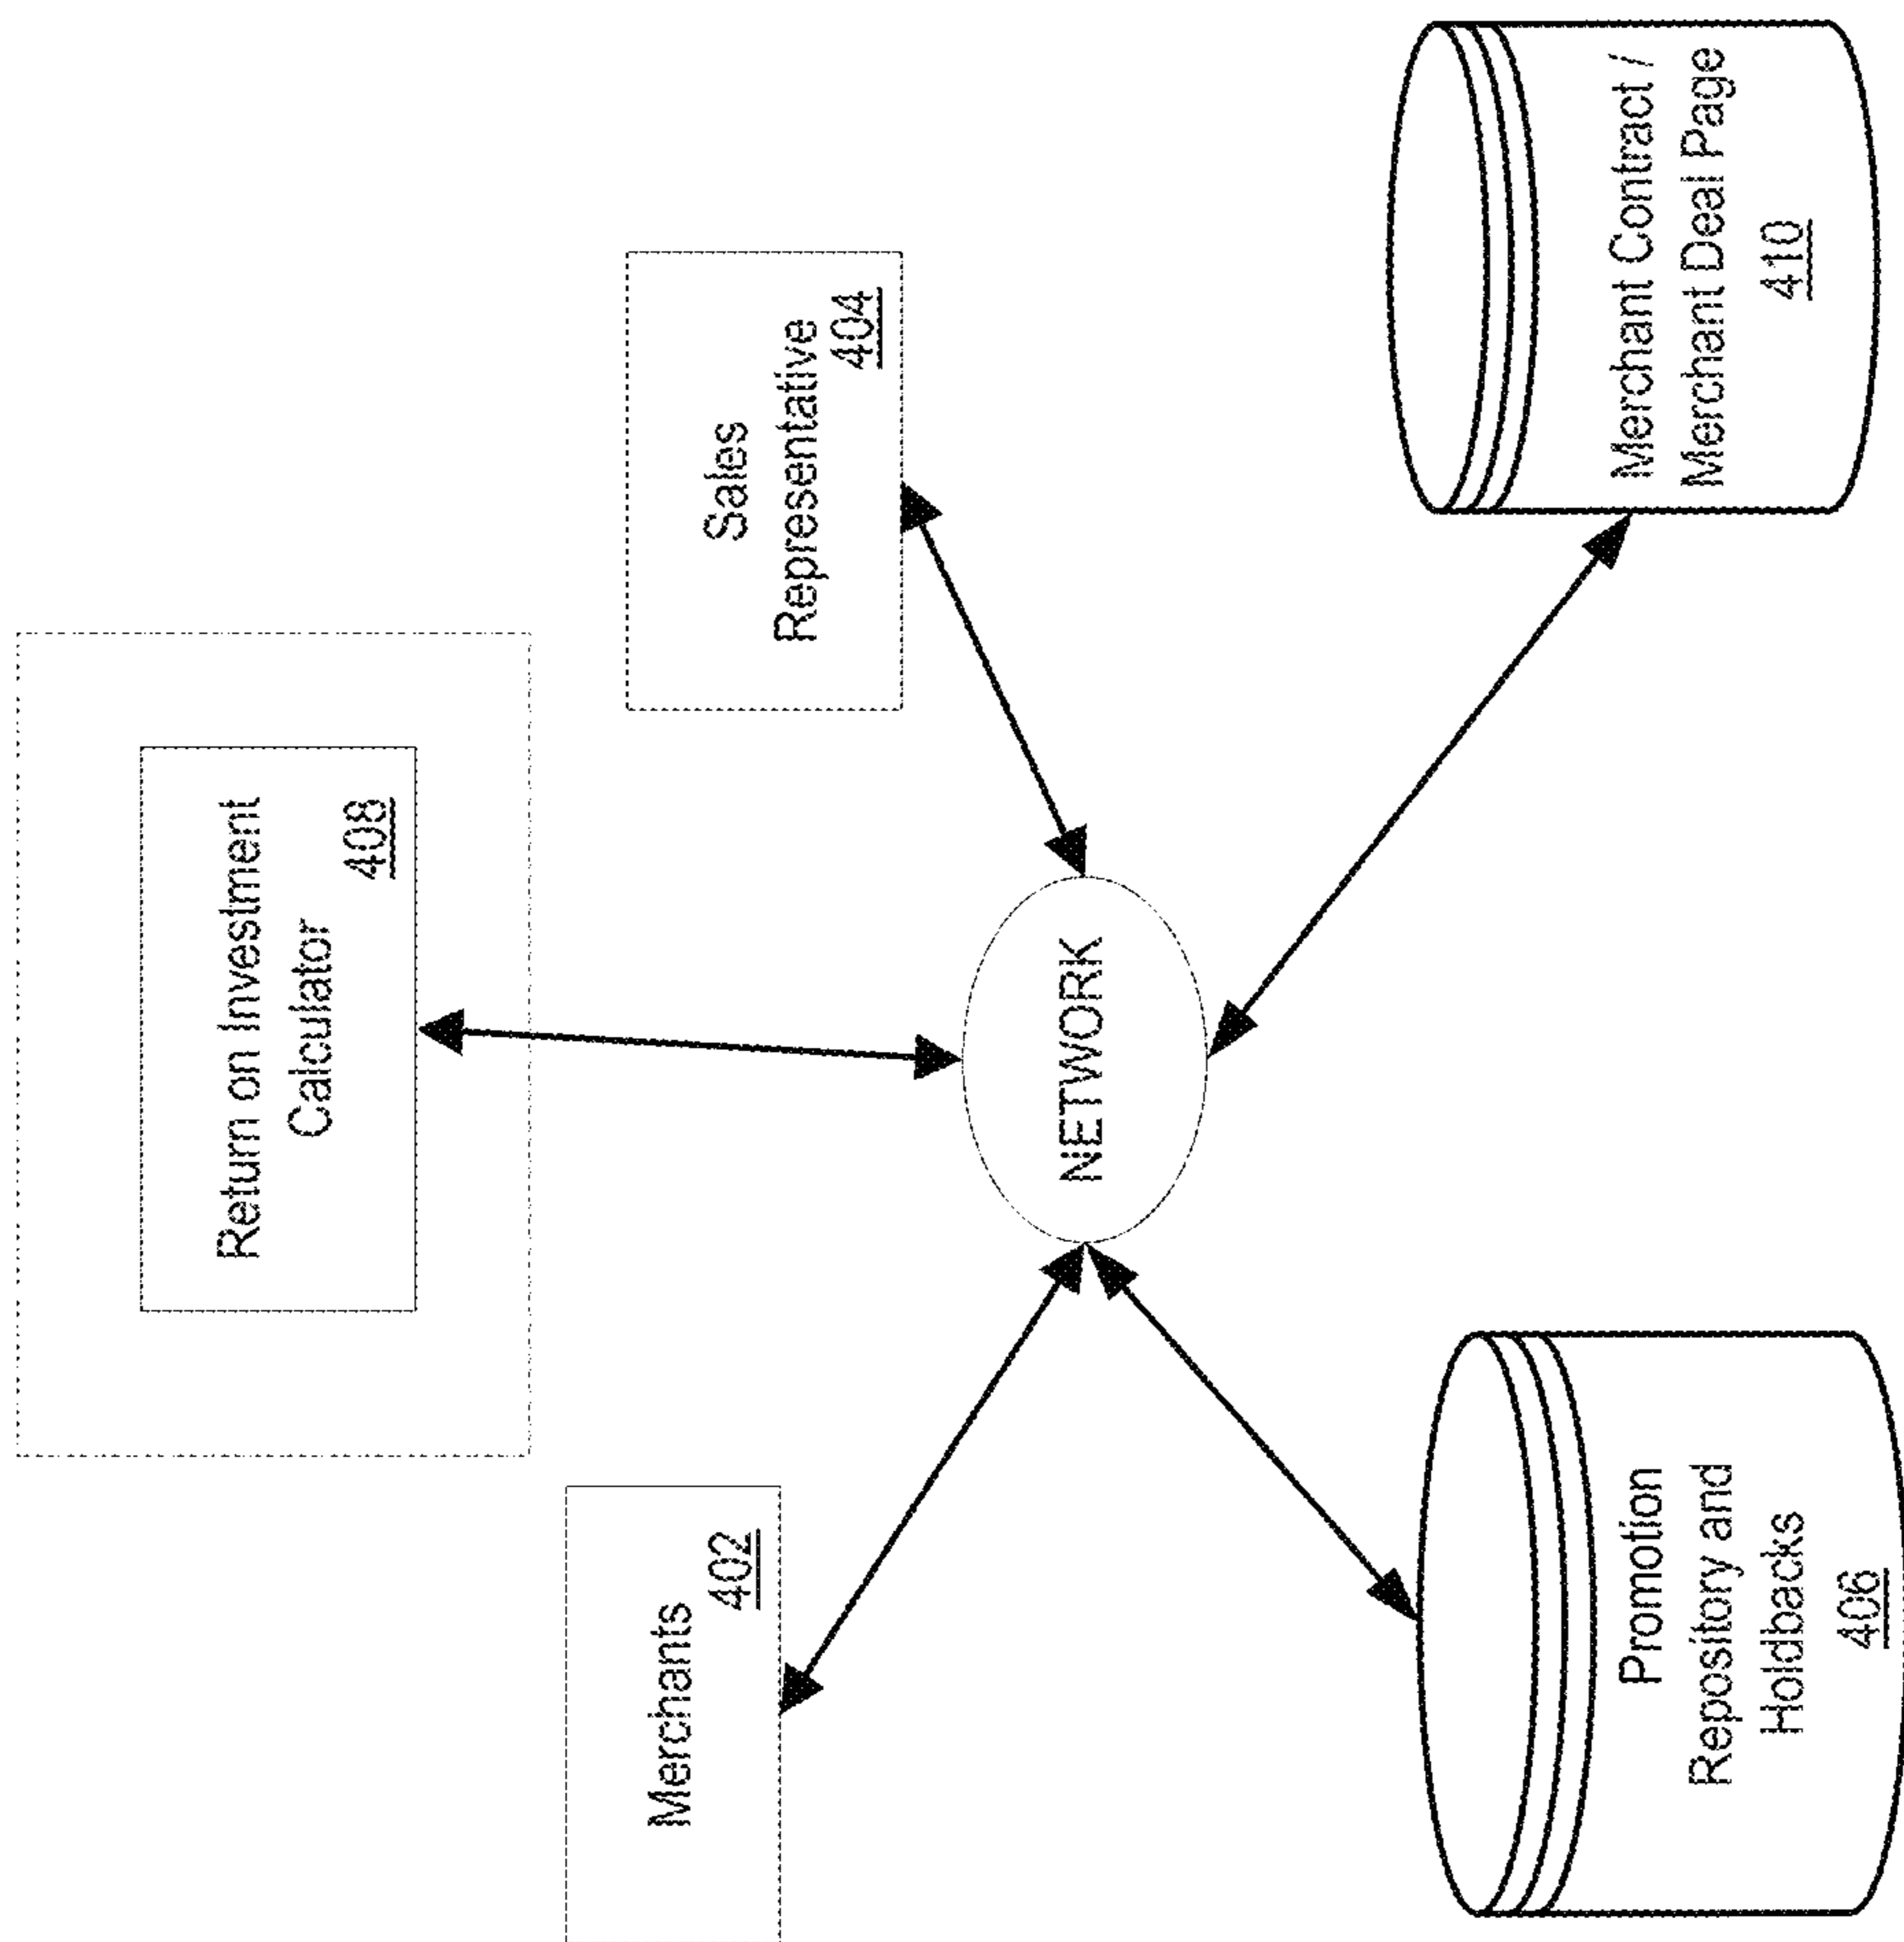 Return on Investment
Calculator
408
Merchants
402
Sales
Representative
404
NETWORK
Promotion
Repository and
Holdbacks
406
Merchant Contract /
Merchant Deal Page
410